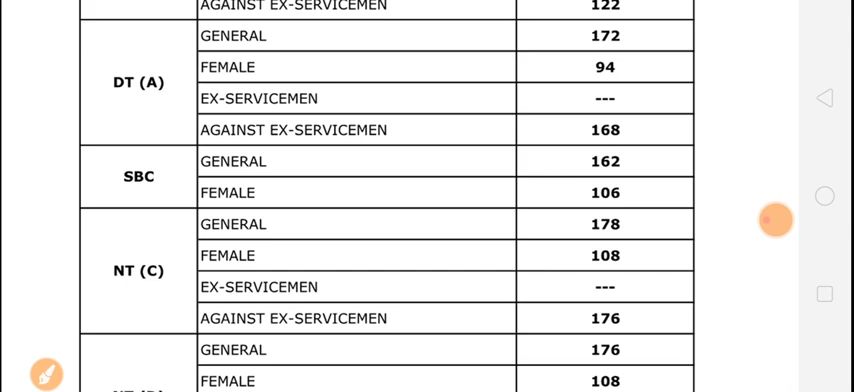 AGAINST EX-SERVICEMEN 122
DT (A)
GENERAL 172
FEMALE 94
EX-SERVICEMEN ---
AGAINST EX-SERVICEMEN 168
SBC
GENERAL 162
FEMALE 106
NT (C)
GENERAL 178
FEMALE 108
EX-SERVICEMEN ---
AGAINST EX-SERVICEMEN 176
GENERAL 176
FEMALE 108